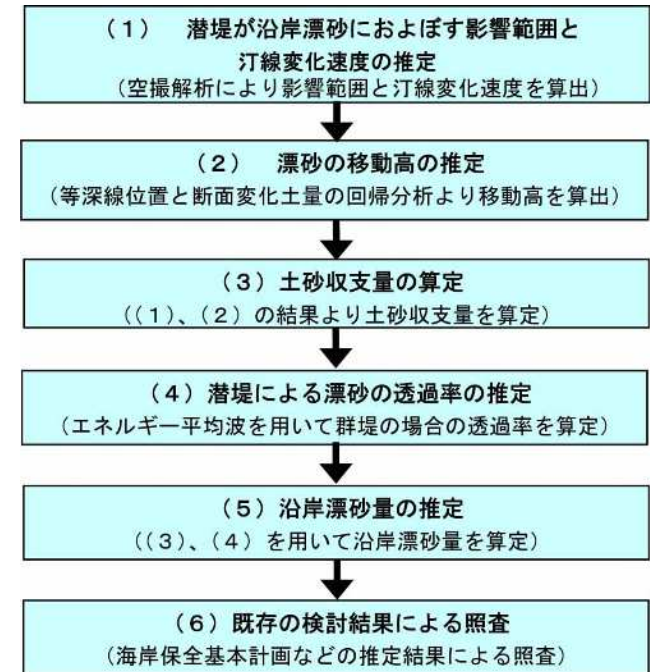 （１）　潜堤が沿岸漂砂におよぼす影響範囲と
汀線変化速度の推定
（空撮解析により影響範囲と汀線変化速度を算出）
（２）　漂砂の移動高の推定
（等深線位置と断面変化土量の回帰分析より移動高を算出）
（３）土砂収支量の算定
（（１）、（２）の結果より土砂収支量を算定）
（４）潜堤による漂砂の透過率の推定
（エネルギー平均波を用いて群堤の場合の透過率を算定）
（５）沿岸漂砂量の推定
（（３）、（４）を用いて沿岸漂砂量を算定）
（６）既存の検討結果による照査
（海岸保全基本計画などの推定結果による照査）